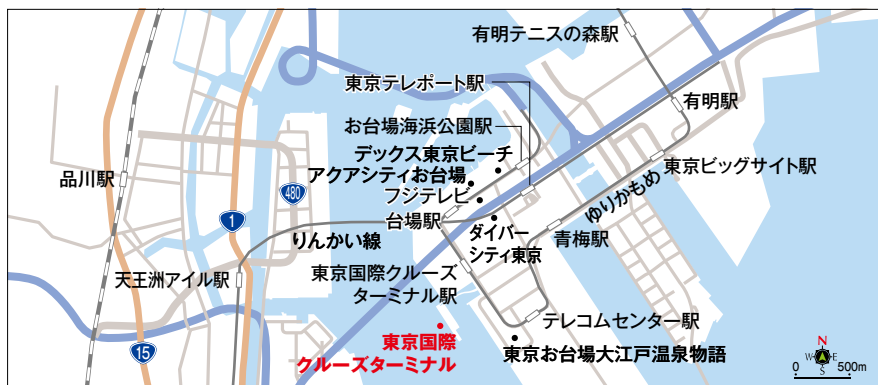 有明テニスの森駅
東京テレポート駅
有明駅
お台場海浜公園駅
デックス東京ビーチ
アクアシティお台場
東京ビッグサイト駅
品川駅
480
フジテレビ
ゆりかもめ
1
台場駅
りんかい線
ダイバー
シティ東京
青梅駅
天王洲アイル駅
東京国際クルーズ
ターミナル駅
テレコムセンター駅
東京国際
クルーズターミナル
東京お台場大江戸温泉物語
15
N
W E
S
0 500m